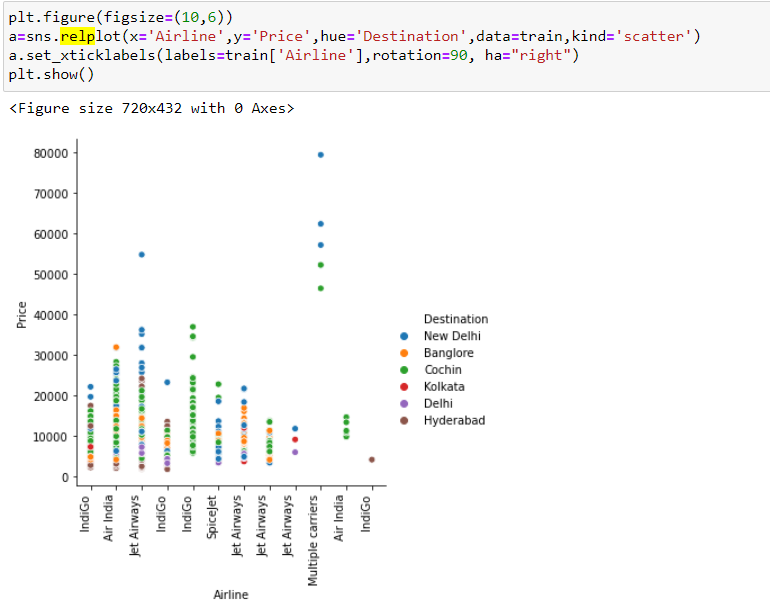 plt.figure(figsize=(10,6))
a=sns.relplot(x='Airline',y='Price',hue='Destination',data=train,kind='scatter')
a.set_xticklabels(labels=train['Airline'],rotation=90, ha="right")
plt.show()
<Figure size 720x432 with 0 Axes>
80000
70000
60000
50000
40000
30000
20000
10000
0
Price
Destination
New Delhi
Banglore
Cochin
Kolkata
Delhi
Hyderabad
IndiGo
Air India
Jet Airways
IndiGo
IndiGo
SpiceJet
Jet Airways
Jet Airways
Jet Airways
Multiple carriers
Air India
IndiGo
Airline